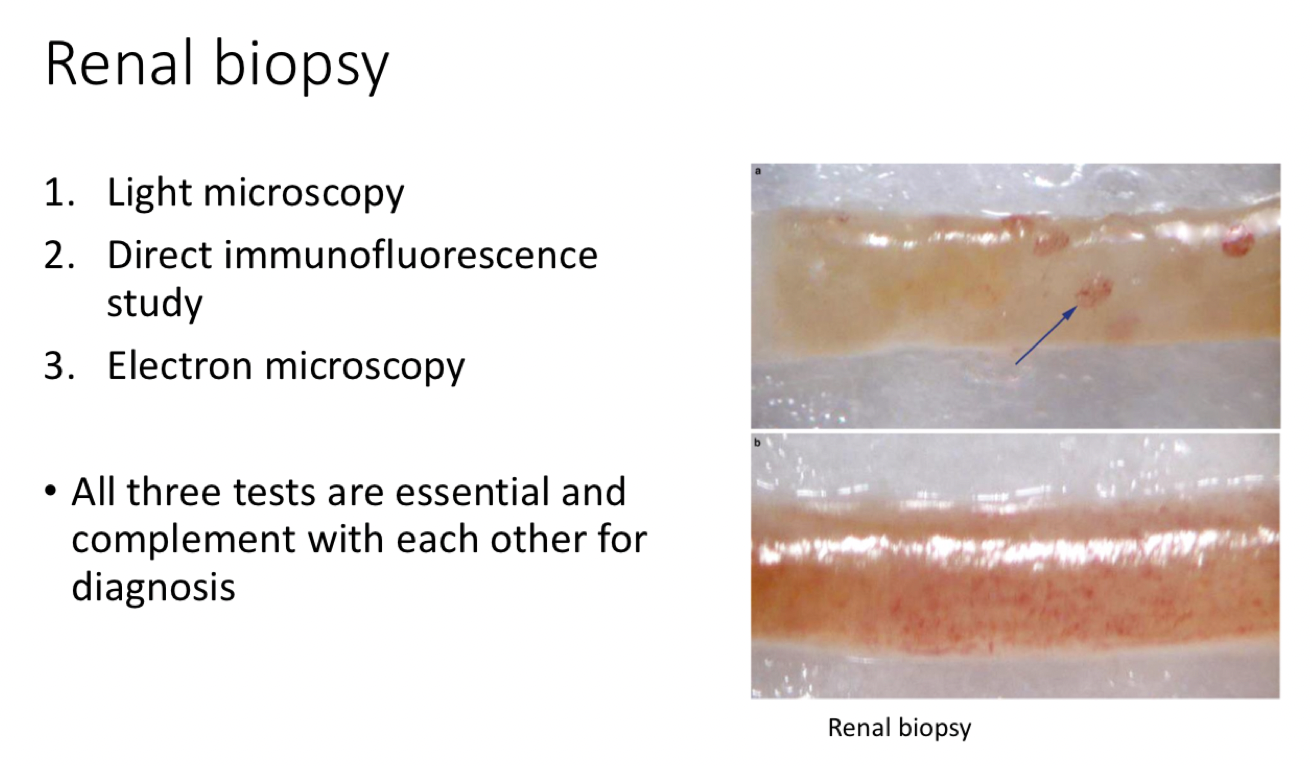 Renal biopsy
1. Light microscopy
2. Direct immunofluorescence
study
3. Electron microscopy
• All three tests are essential and
complement with each other for
diagnosis
a
b
Renal biopsy